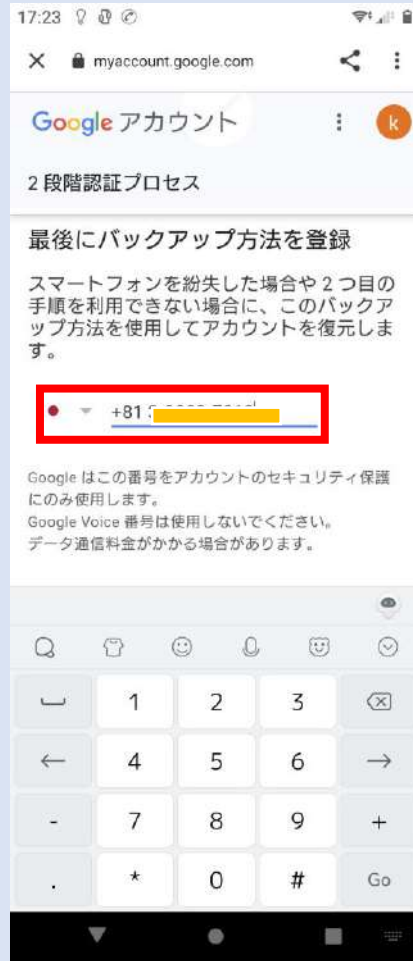 17:23
myaccount.google.com
Google アカウント
k
2 段階認証プロセス
最後にバックアップ方法を登録
スマートフォンを紛失した場合や 2 つ目の
手順を利用できない場合に、このバックア
ップ方法を使用してアカウントを復元しま
す。
+81
Google はこの番号をアカウントのセキュリティ保護
にのみ使用します。
Google Voice 番号は使用しないでください。
データ通信料金がかかる場合があります。
1 2 3
← 4 5 6 →
- 7 8 9 +
. * 0 # Go